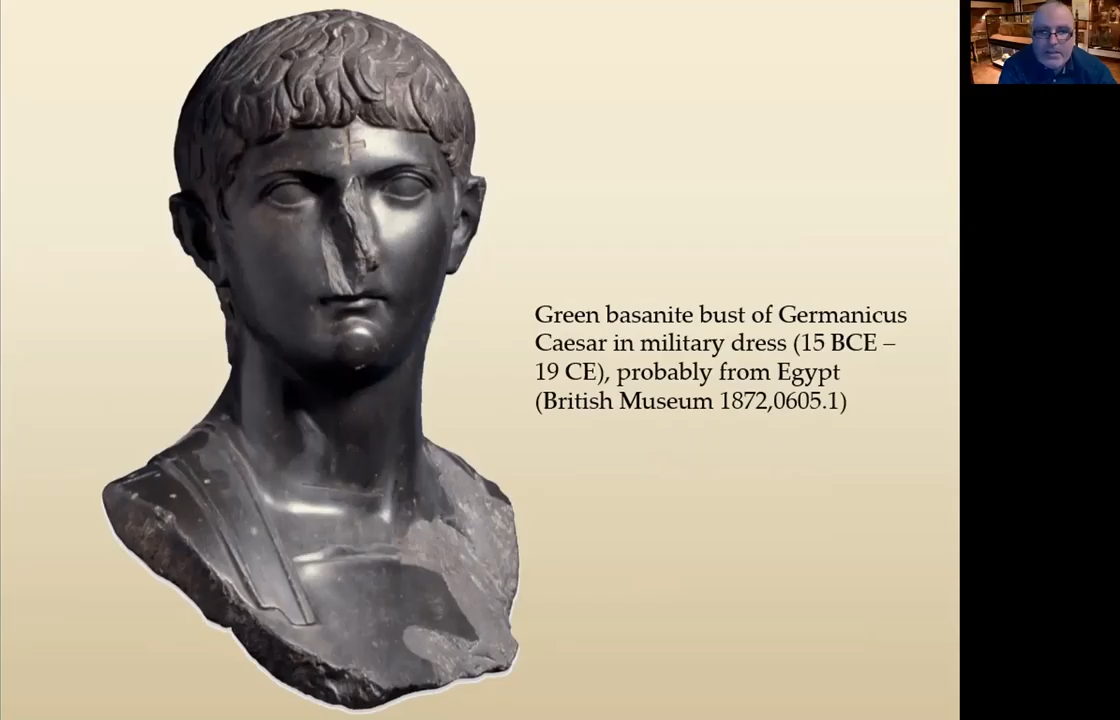 Green basanite bust of Germanicus
Caesar in military dress (15 BCE –
19 CE), probably from Egypt
(British Museum 1872,0605.1)